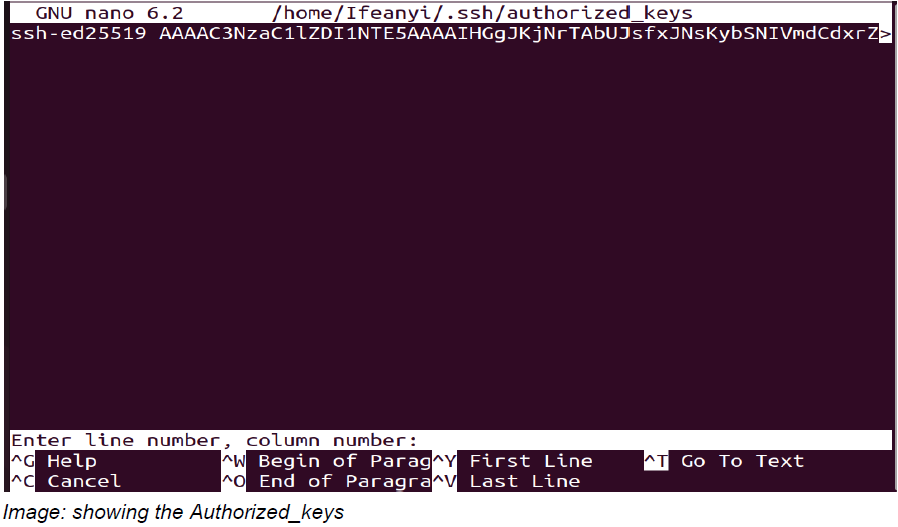 GNU nano 6.2 /home/Ifeanyi/.ssh/authorized_keys
ssh-ed25519 AAAAC3NzaC1lZDI1NTE5AAAAIHGgJKjNrTAbUJsfxJNsKybSNIVmdCdxrZ>
Enter line number, column number:
^G Help ^W Begin of Parag^Y First Line ^T Go To Text
^C Cancel ^O End of Paragra^V Last Line
Image: showing the Authorized_keys